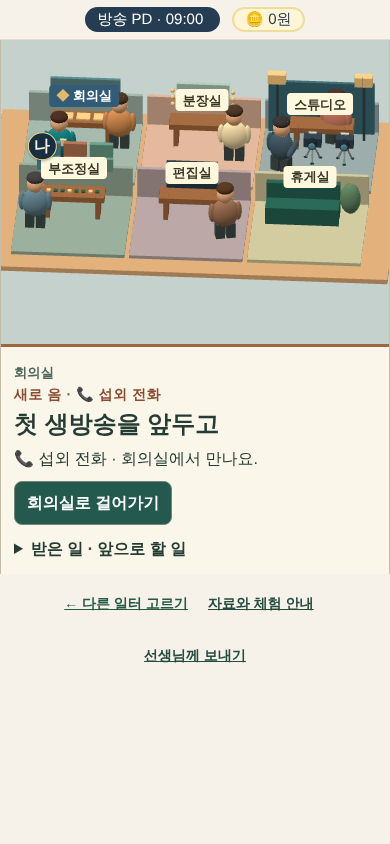 방송 PD · 09:00
🪙 0원
◆ 회의실
분장실
스튜디오
나
부조정실
편집실
휴게실
회의실
새로 옴 · 📞 섭외 전화
첫 생방송을 앞두고
📞 섭외 전화 · 회의실에서 만나요.
회의실로 걸어가기
▶ 받은 일 · 앞으로 할 일
← 다른 일터 고르기
자료와 체험 안내
선생님께 보내기